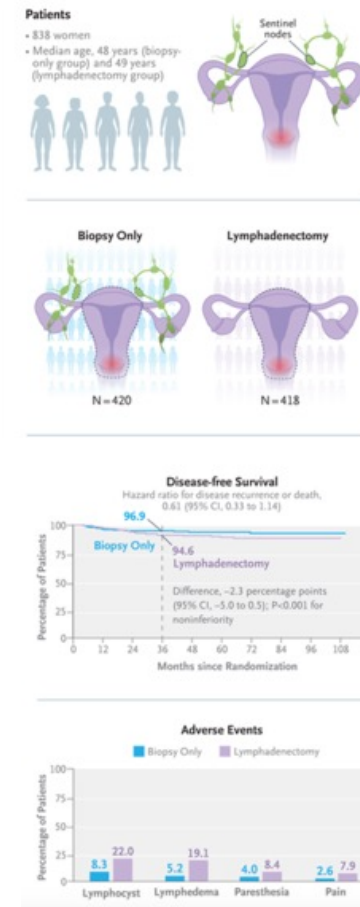 Patients
• 838 women
• Median age, 48 years (biopsy-
only group) and 49 years
(lymphadenectomy group)
Sentinel
nodes
Biopsy Only
Lymphadenectomy
N=420
N=418
Disease-free Survival
Hazard ratio for disease recurrence or death,
0.61 (95% CI, 0.33 to 1.14)
Percentage of Patients
100
75
50
25
0
96.9
Biopsy Only
94.6
Lymphadenectomy
Difference, −2.3 percentage points
(95% CI, −5.0 to 0.5); P<0.001 for
noninferiority
0 12 24 36 48 60 72 84 96 108
Months since Randomization
Adverse Events
Biopsy Only Lymphadenectomy
Percentage of Patients
100
75
50
25
0
8.3 22.0 5.2 19.1 4.0 8.4 2.6 7.9
Lymphocyst Lymphedema Paresthesia Pain